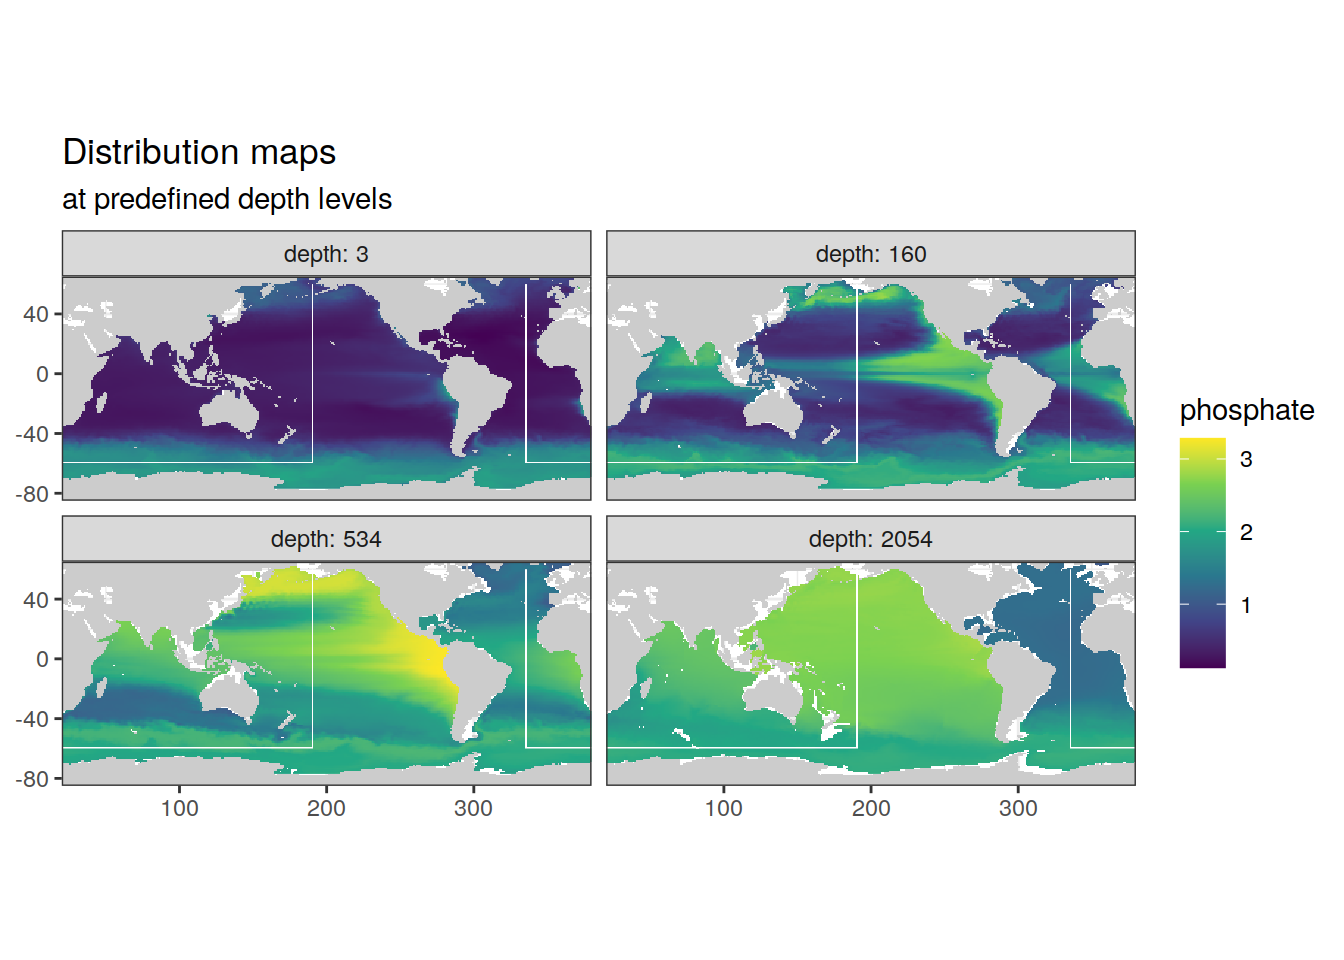 Distribution maps
at predefined depth levels
depth: 3
depth: 160
40
0
-40
-80
phosphate
3
2
1
depth: 534
depth: 2054
40
0
-40
-80
100
200
300
100
200
300